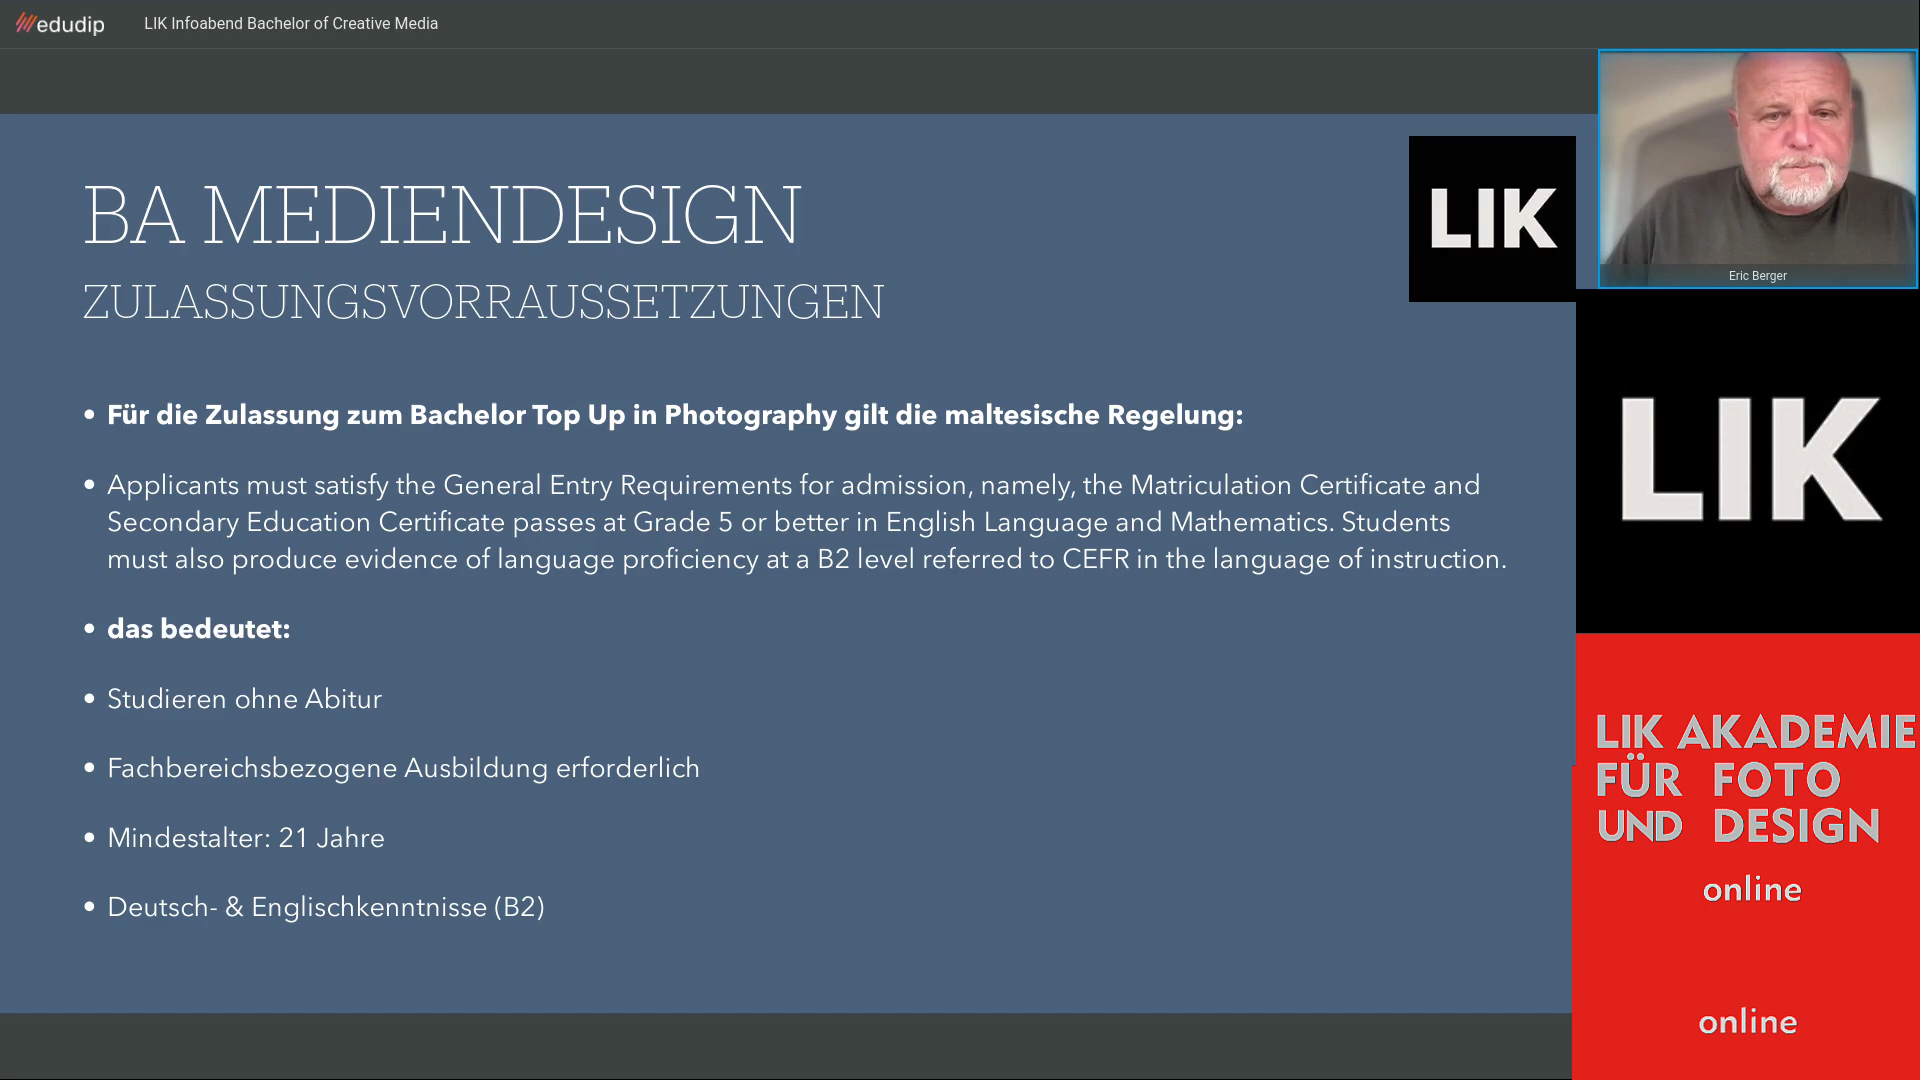 edudip
LIK Infoabend Bachelor of Creative Media
BA MEDIENDESIGN
ZULASSUNGSVORRAUSSETZUNGEN
• Für die Zulassung zum Bachelor Top Up in Photography gilt die maltesische Regelung:
• Applicants must satisfy the General Entry Requirements for admission, namely, the Matriculation Certificate and
Secondary Education Certificate passes at Grade 5 or better in English Language and Mathematics. Students
must also produce evidence of language proficiency at a B2 level referred to CEFR in the language of instruction.
• das bedeutet:
• Studieren ohne Abitur
• Fachbereichsbezogene Ausbildung erforderlich
• Mindestalter: 21 Jahre
• Deutsch- & Englischkenntnisse (B2)
LIK
Eric Berger
LIK
LIK AKADEMIE
FÜR FOTO
UND DESIGN
online
online